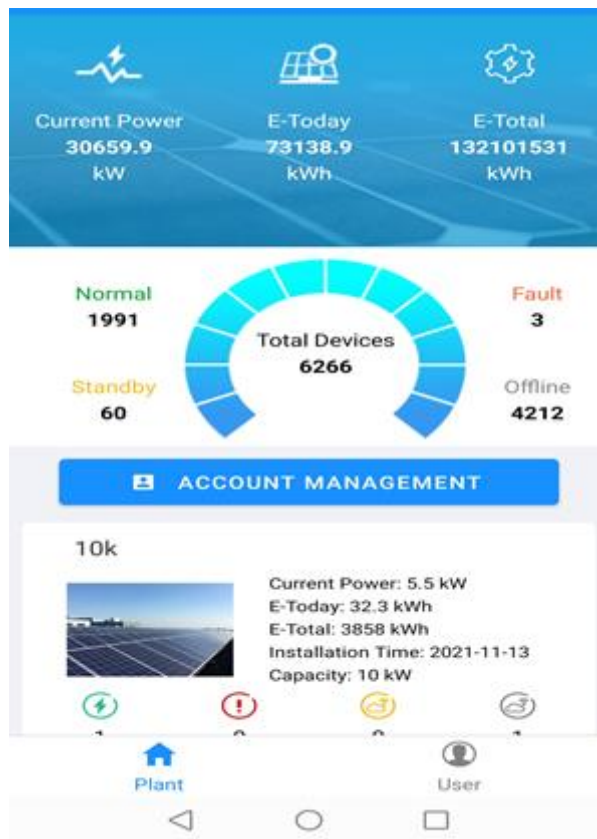 Current Power
30659.9
kW
E-Today
73138.9
kWh
E-Total
132101531
kWh
Normal
1991
Fault
3
Total Devices
6266
Standby
60
Offline
4212
ACCOUNT MANAGEMENT
10k
Current Power: 5.5 kW
E-Today: 32.3 kWh
E-Total: 3858 kWh
Installation Time: 2021-11-13
Capacity: 10 kW
Plant
User